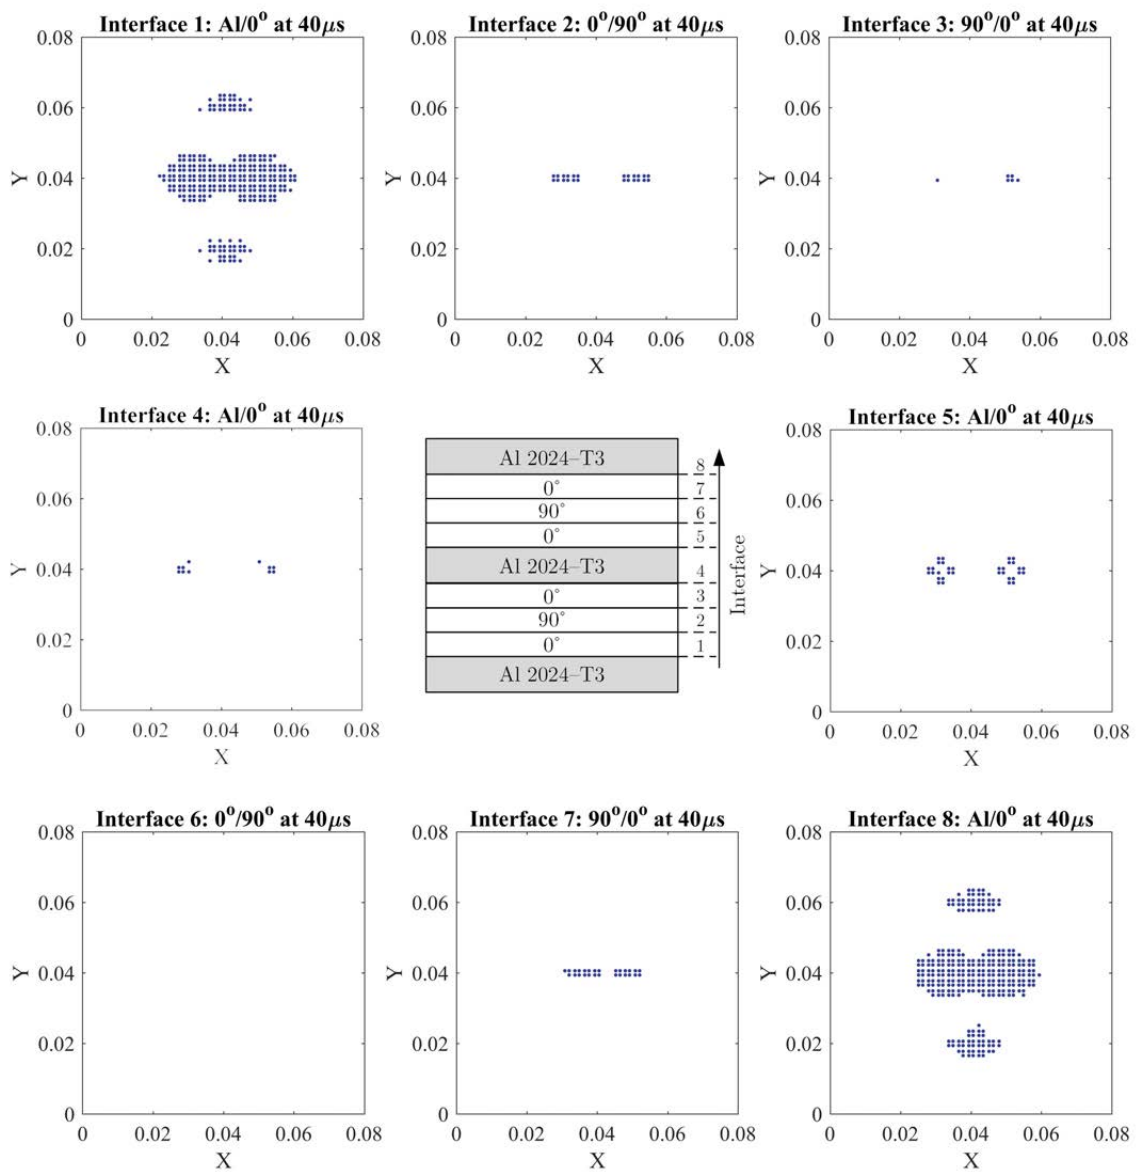 Interface 1: Al/0° at 40μs
Interface 2: 0°/90° at 40μs
Interface 3: 90°/0° at 40μs
0.08
0.06
Y 0.04
0.02
0
0 0.02 0.04 0.06 0.08
X
0.08
0.06
Y 0.04
0.02
0
0 0.02 0.04 0.06 0.08
X
0.08
0.06
Y 0.04
0.02
0
0 0.02 0.04 0.06 0.08
X
Interface 4: Al/0° at 40μs
0.08
0.06
Y 0.04
0.02
0
0 0.02 0.04 0.06 0.08
X
Al 2024–T3
8
0°
7
90°
6
0°
5
Al 2024–T3
4
0°
3
90°
2
0°
1
Al 2024–T3
Interface
Interface 5: Al/0° at 40μs
0.08
0.06
Y 0.04
0.02
0
0 0.02 0.04 0.06 0.08
X
Interface 6: 0°/90° at 40μs
Interface 7: 90°/0° at 40μs
Interface 8: Al/0° at 40μs
0.08
0.06
Y 0.04
0.02
0
0 0.02 0.04 0.06 0.08
X
0.08
0.06
Y 0.04
0.02
0
0 0.02 0.04 0.06 0.08
X
0.08
0.06
Y 0.04
0.02
0
0 0.02 0.04 0.06 0.08
X